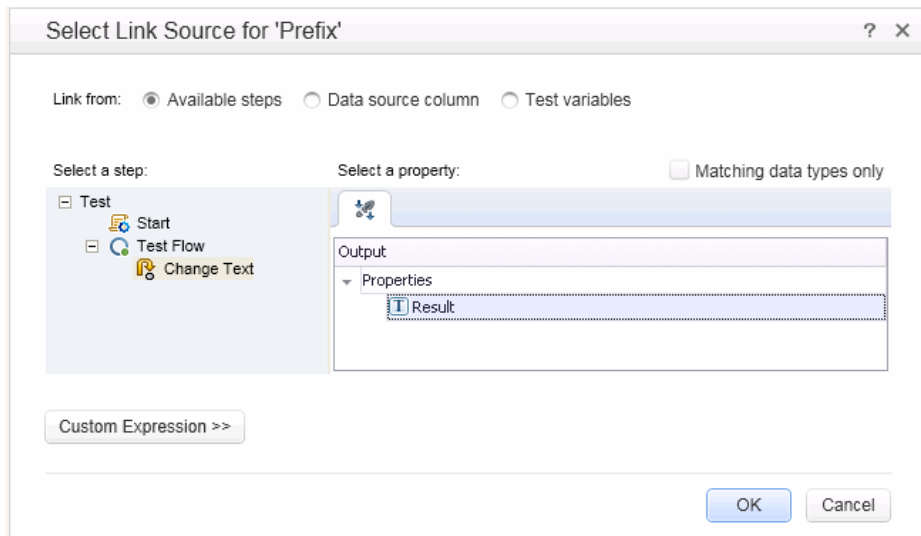 Select Link Source for 'Prefix'
?
Link from: Available steps Data source column Test variables
Select a step: Select a property: Matching data types only
Test
Start
Test Flow
Change Text
Output
Properties
T Result
Custom Expression >>
OK Cancel